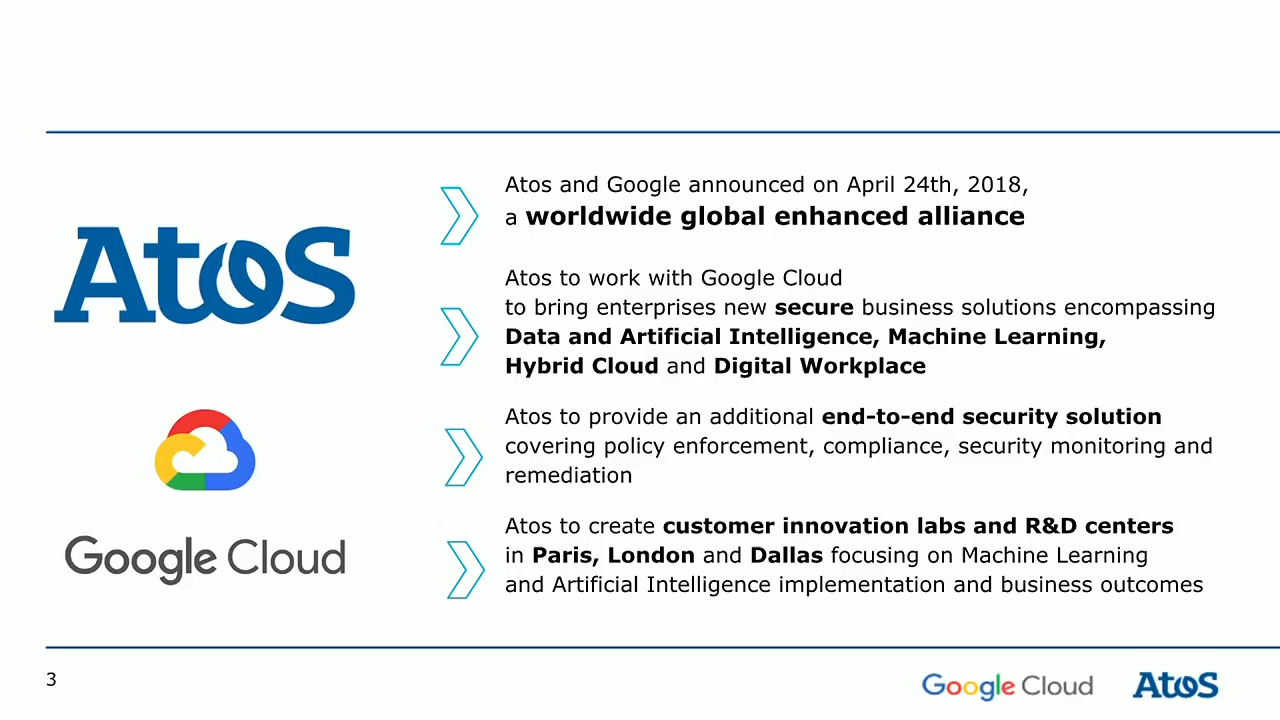 Atos
Google Cloud
Atos and Google announced on April 24th, 2018,
a worldwide global enhanced alliance
Atos to work with Google Cloud
to bring enterprises new secure business solutions encompassing
Data and Artificial Intelligence, Machine Learning,
Hybrid Cloud and Digital Workplace
Atos to provide an additional end-to-end security solution
covering policy enforcement, compliance, security monitoring and
remediation
Atos to create customer innovation labs and R&D centers
in Paris, London and Dallas focusing on Machine Learning
and Artificial Intelligence implementation and business outcomes
3
Google Cloud
Atos